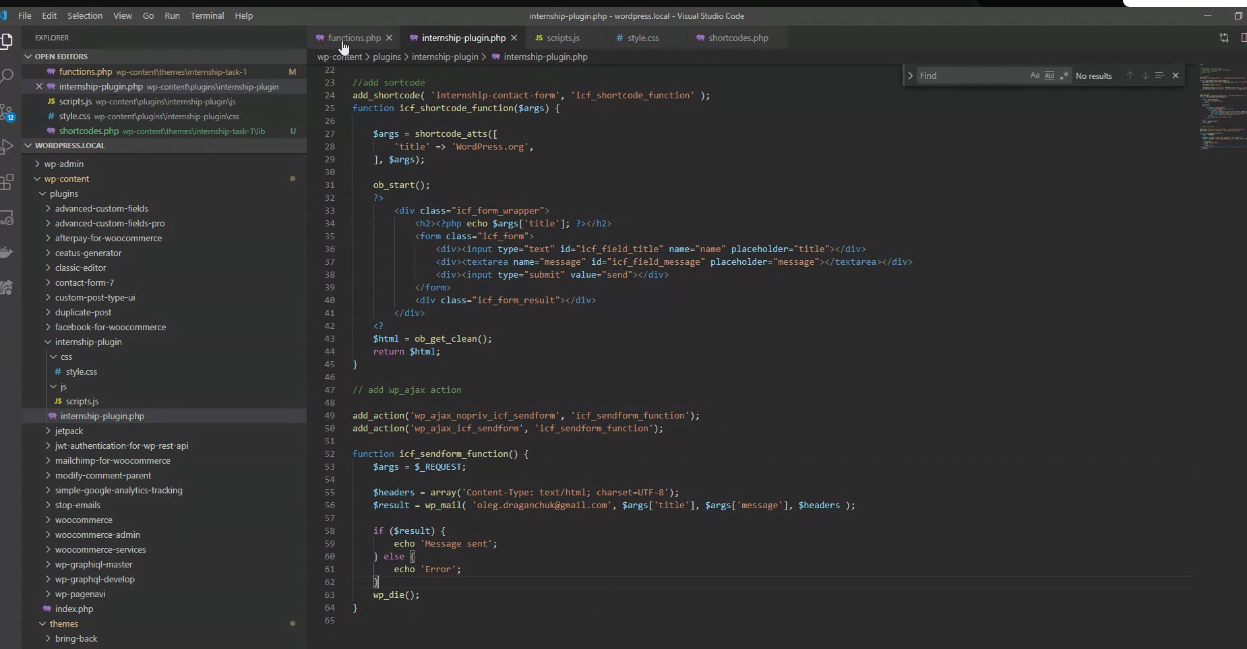 File Edit Selection View Go Run Terminal Help
internship-plugin.php - wordpress.local - Visual Studio Code
EXPLORER
functions.php
internship-plugin.php
scripts.js
style.css
shortcodes.php
OPEN EDITORS
functions.php wp-content\themes\internship-task-1 M
internship-plugin.php wp-content\plugins\internship-plugin
scripts.js wp-content\plugins\internship-plugin\js
style.css wp-content\plugins\internship-plugin\css
shortcodes.php wp-content\themes\internship-task-1\lib U
12
WORDPRESS.LOCAL
wp-admin
wp-content
plugins
advanced-custom-fields
advanced-custom-fields-pro
afterpay-for-woocommerce
ceatus-generator
classic-editor
contact-form-7
custom-post-type-ui
duplicate-post
facebook-for-woocommerce
internship-plugin
css
style.css
js
scripts.js
internship-plugin.php
jetpack
jwt-authentication-for-wp-rest-api
mailchimp-for-woocommerce
modify-comment-parent
simple-google-analytics-tracking
stop-emails
woocommerce
woocommerce-admin
woocommerce-services
wp-graphiql-master
wp-graphql-develop
wp-pagenavi
index.php
themes
bring-back
wp-content > plugins > internship-plugin > internship-plugin.php
Find Aa Abl .* No results
22
23 //add sortcode
24 add_shortcode( 'internship-contact-form', 'icf_shortcode_function' );
25 function icf_shortcode_function($args) {
26
27 $args = shortcode_atts([
28 'title' => 'WordPress.org',
29 ], $args);
30
31 ob_start();
32 ?>
33 <div class="icf_form_wrapper">
34 <h2><?php echo $args['title']; ?></h2>
35 <form class="icf_form">
36 <div><input type="text" id="icf_field_title" name="name" placeholder="title"></div>
37 <div><textarea name="message" id="icf_field_message" placeholder="message"></textarea></div>
38 <div><input type="submit" value="send"></div>
39 </form>
40 <div class="icf_form_result"></div>
41 </div>
42 <?
43 $html = ob_get_clean();
44 return $html;
45 }
46
47 // add wp_ajax action
48
49 add_action('wp_ajax_nopriv_icf_sendform', 'icf_sendform_function');
50 add_action('wp_ajax_icf_sendform', 'icf_sendform_function');
51
52 function icf_sendform_function() {
53 $args = $_REQUEST;
54
55 $headers = array('Content-Type: text/html; charset=UTF-8');
56 $result = wp_mail( 'oleg.draganchuk@gmail.com', $args['title'], $args['message'], $headers );
57
58 if ($result) {
59 echo 'Message sent';
60 } else {
61 echo 'Error';
62 }
63 wp_die();
64 }
65